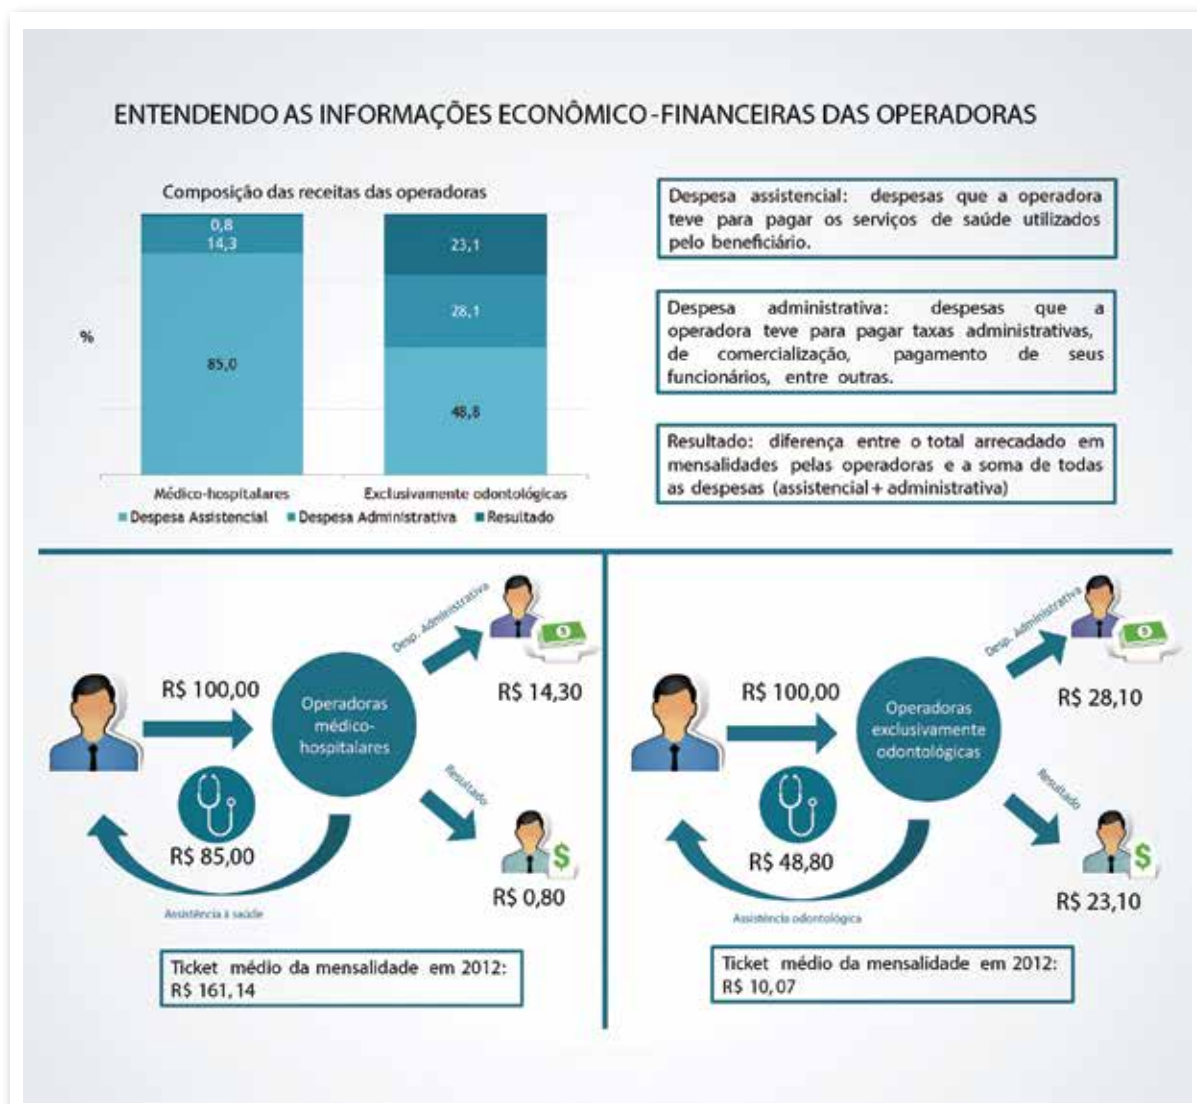 ENTENDENDO AS INFORMAÇÕES ECONÔMICO-FINANCEIRAS DAS OPERADORAS
Composição das receitas das operadoras
0,8
14,3
85,0
23,1
28,1
48,8
%
Médico-hospitalares
Exclusivamente odontológicas
Despesa Assistencial
Despesa Administrativa
Resultado
Despesa assistencial: despesas que a operadora
teve para pagar os serviços de saúde utilizados
pelo beneficiário.
Despesa administrativa: despesas que a
operadora teve para pagar taxas administrativas,
de comercialização, pagamento de seus
funcionários, entre outras.
Resultado: diferença entre o total arrecadado em
mensalidades pelas operadoras e a soma de todas
as despesas (assistencial + administrativa)
R$ 100,00
Operadoras
médico-
hospitalares
Desp. Administrativa
R$ 14,30
Resultado
R$ 0,80
$
R$ 85,00
Assistência à saúde
Ticket médio da mensalidade em 2012:
R$ 161,14
R$ 100,00
Operadoras
exclusivamente
odontológicas
Desp. Administrativa
R$ 28,10
Resultado
R$ 23,10
$
R$ 48,80
Assistência odontológica
Ticket médio da mensalidade em 2012:
R$ 10,07